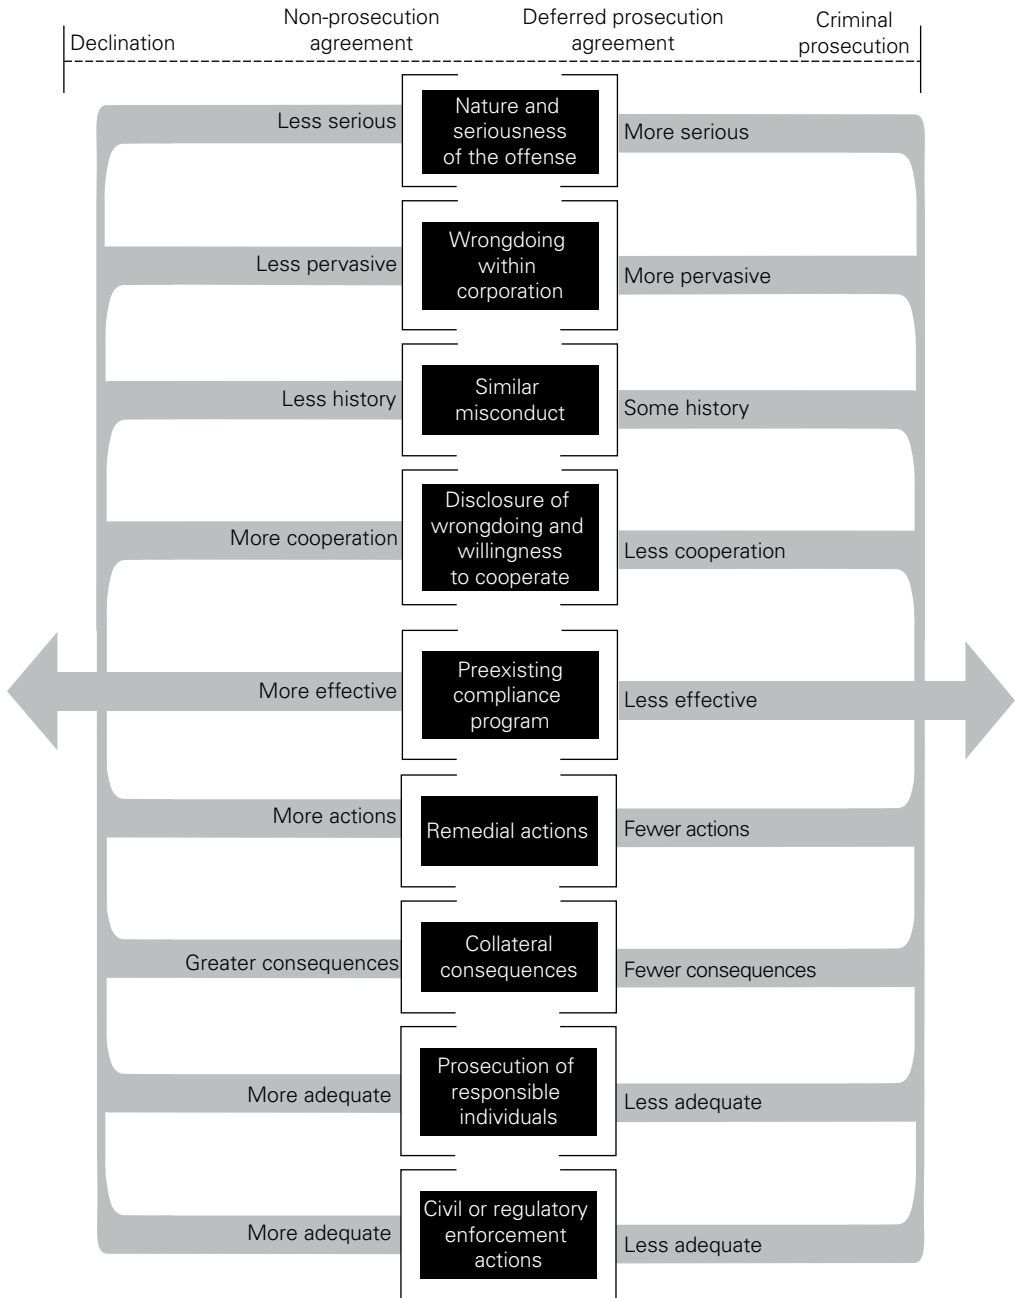 Declination
Non-prosecution
agreement
Deferred prosecution
agreement
Criminal
prosecution
Less serious
Nature and
seriousness
of the offense
More serious
Less pervasive
Wrongdoing
within
corporation
More pervasive
Less history
Similar
misconduct
Some history
More cooperation
Disclosure of
wrongdoing and
willingness
to cooperate
Less cooperation
More effective
Preexisting
compliance
program
Less effective
More actions
Remedial actions
Fewer actions
Greater consequences
Collateral
consequences
Fewer consequences
More adequate
Prosecution of
responsible
individuals
Less adequate
More adequate
Civil or regulatory
enforcement
actions
Less adequate